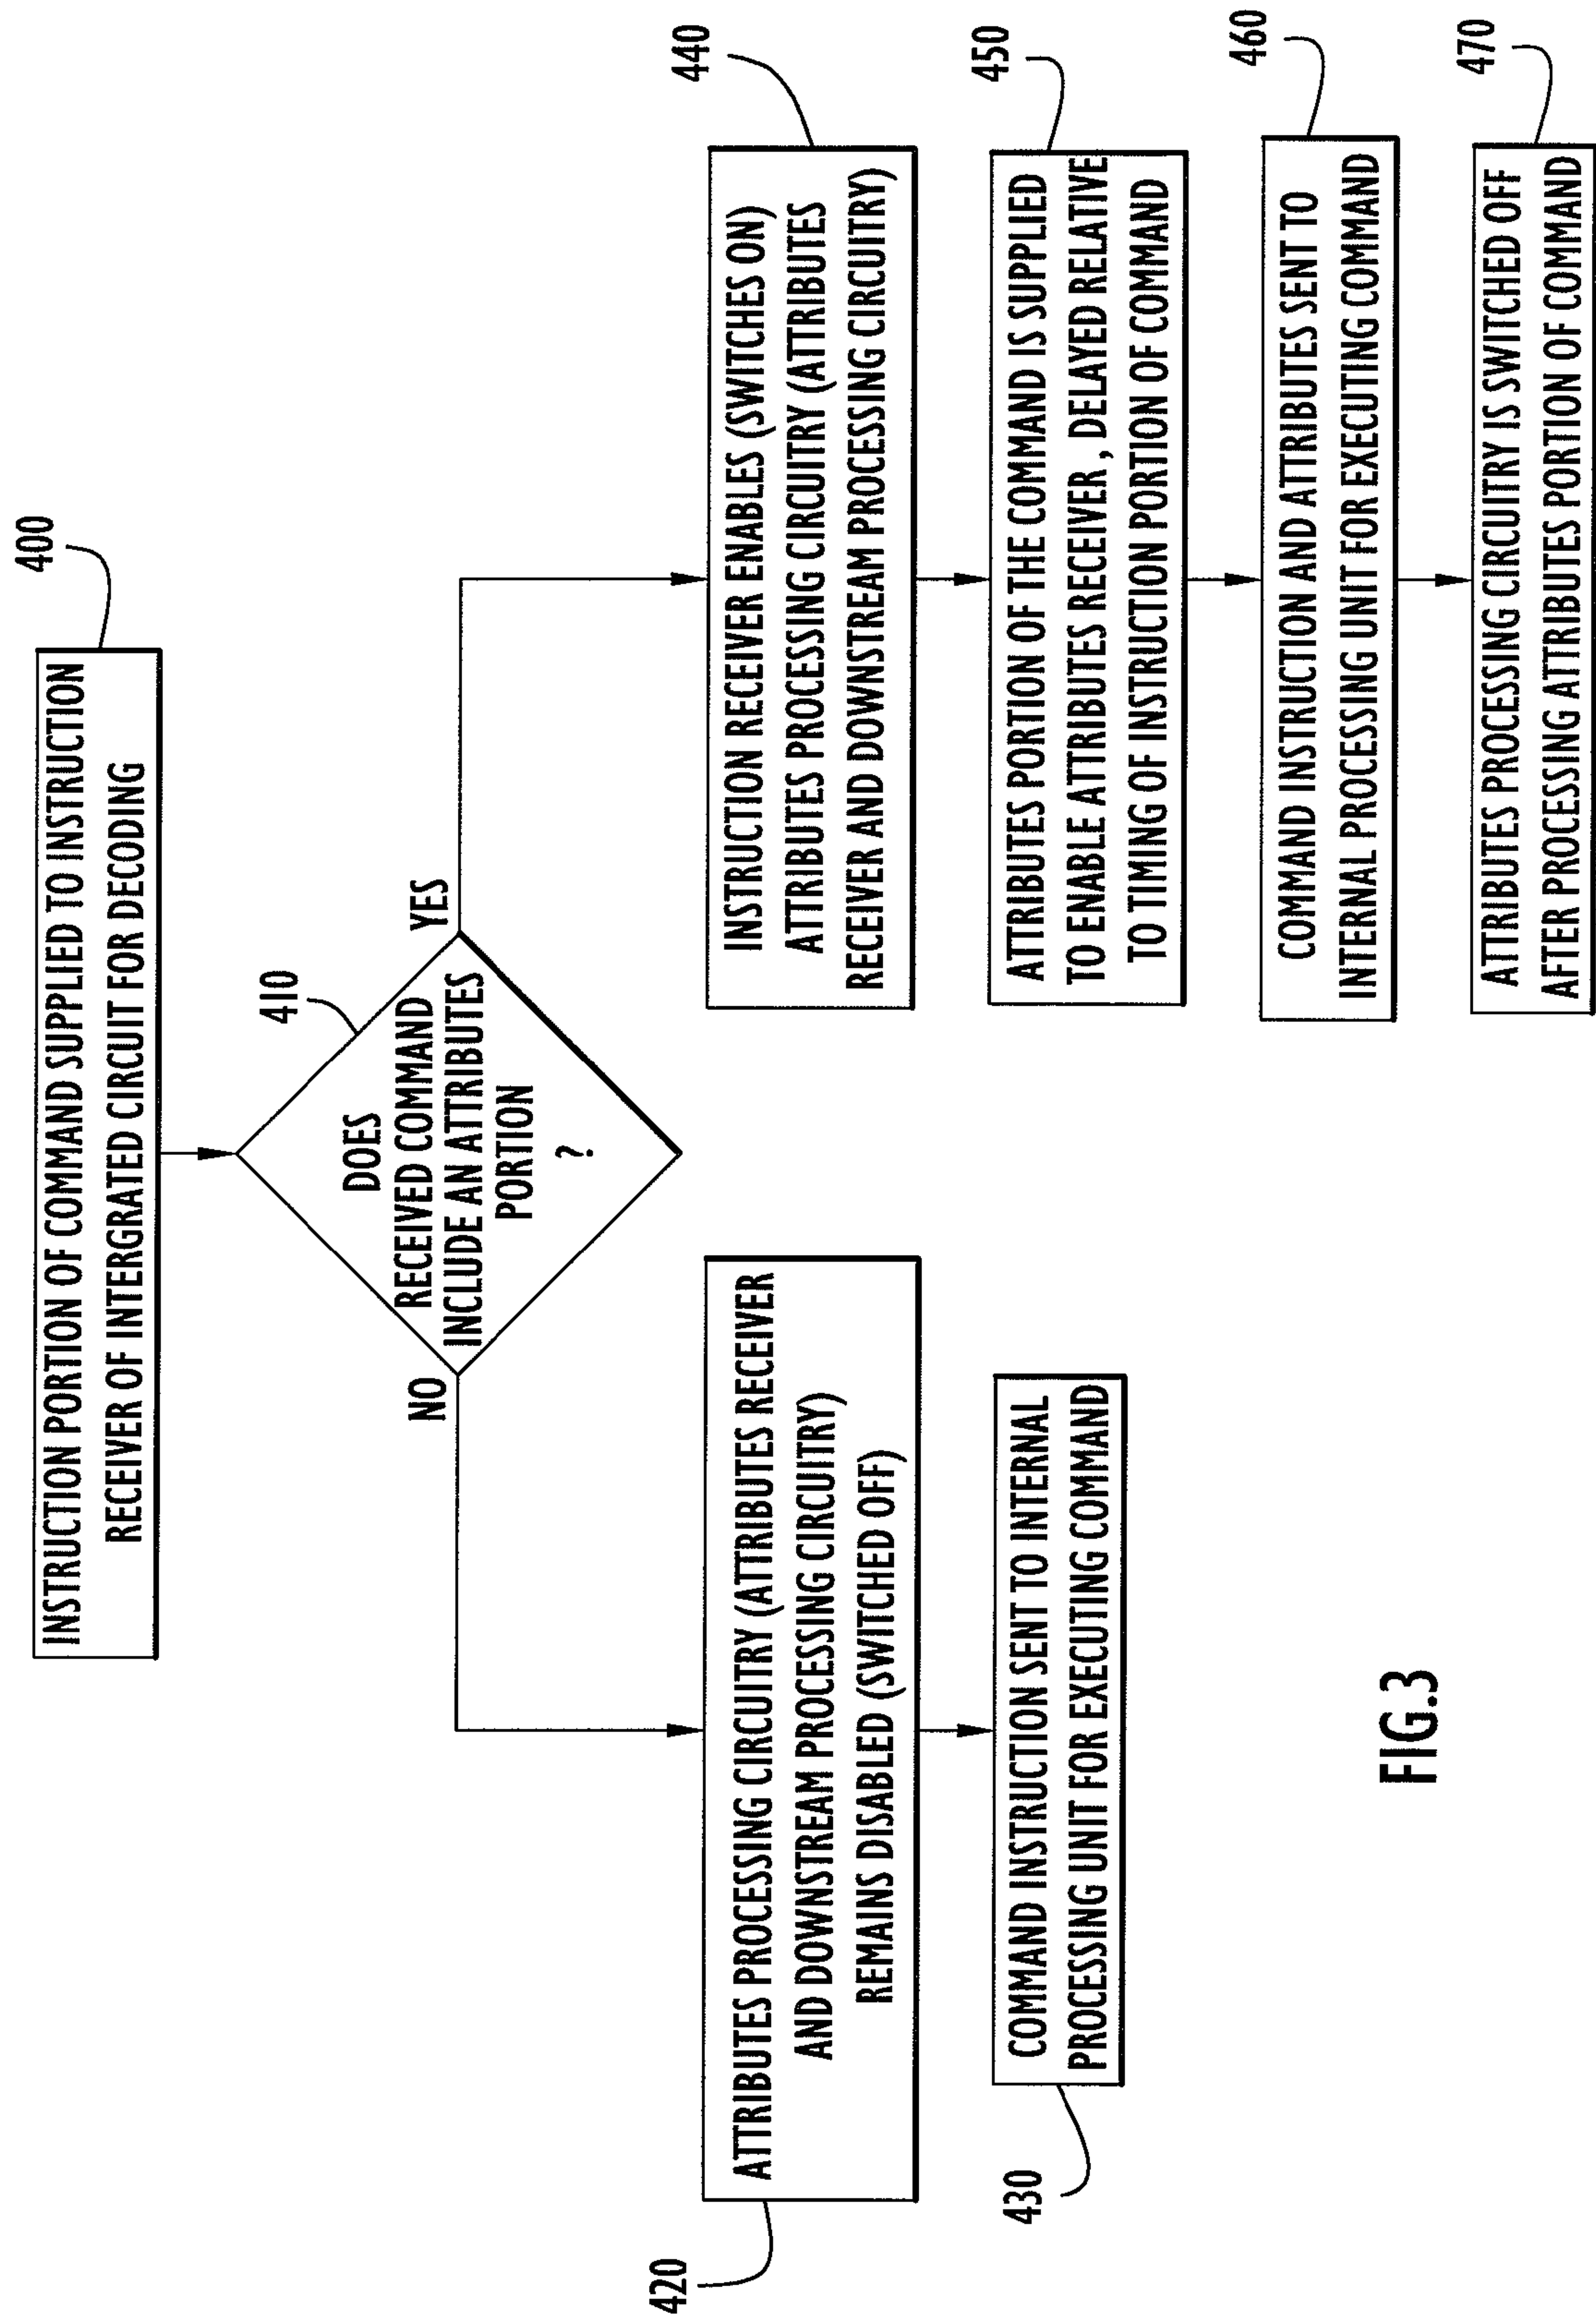 400
INSTRUCTION PORTION OF COMMAND SUPPLIED TO INSTRUCTION
RECEIVER OF INTERGRATED CIRCUIT FOR DECODING
410
DOES
RECEIVED COMMAND
INCLUDE AN ATTRIBUTES
PORTION
?
NO
YES
420
ATTRIBUTES PROCESSING CIRCUITRY (ATTRIBUTES RECEIVER
AND DOWNSTREAM PROCESSING CIRCUITRY)
REMAINS DISABLED (SWITCHED OFF)
430
COMMAND INSTRUCTION SENT TO INTERNAL
PROCESSING UNIT FOR EXECUTING COMMAND
440
INSTRUCTION RECEIVER ENABLES (SWITCHES ON)
ATTRIBUTES PROCESSING CIRCUITRY (ATTRIBUTES
RECEIVER AND DOWNSTREAM PROCESSING CIRCUITRY)
450
ATTRIBUTES PORTION OF THE COMMAND IS SUPPLIED
TO ENABLE ATTRIBUTES RECEIVER, DELAYED RELATIVE
TO TIMING OF INSTRUCTION PORTION OF COMMAND
460
COMMAND INSTRUCTION AND ATTRIBUTES SENT TO
INTERNAL PROCESSING UNIT FOR EXECUTING COMMAND
470
ATTRIBUTES PROCESSING CIRCUITRY IS SWITCHED OFF
AFTER PROCESSING ATTRIBUTES PORTION OF COMMAND
FIG.3